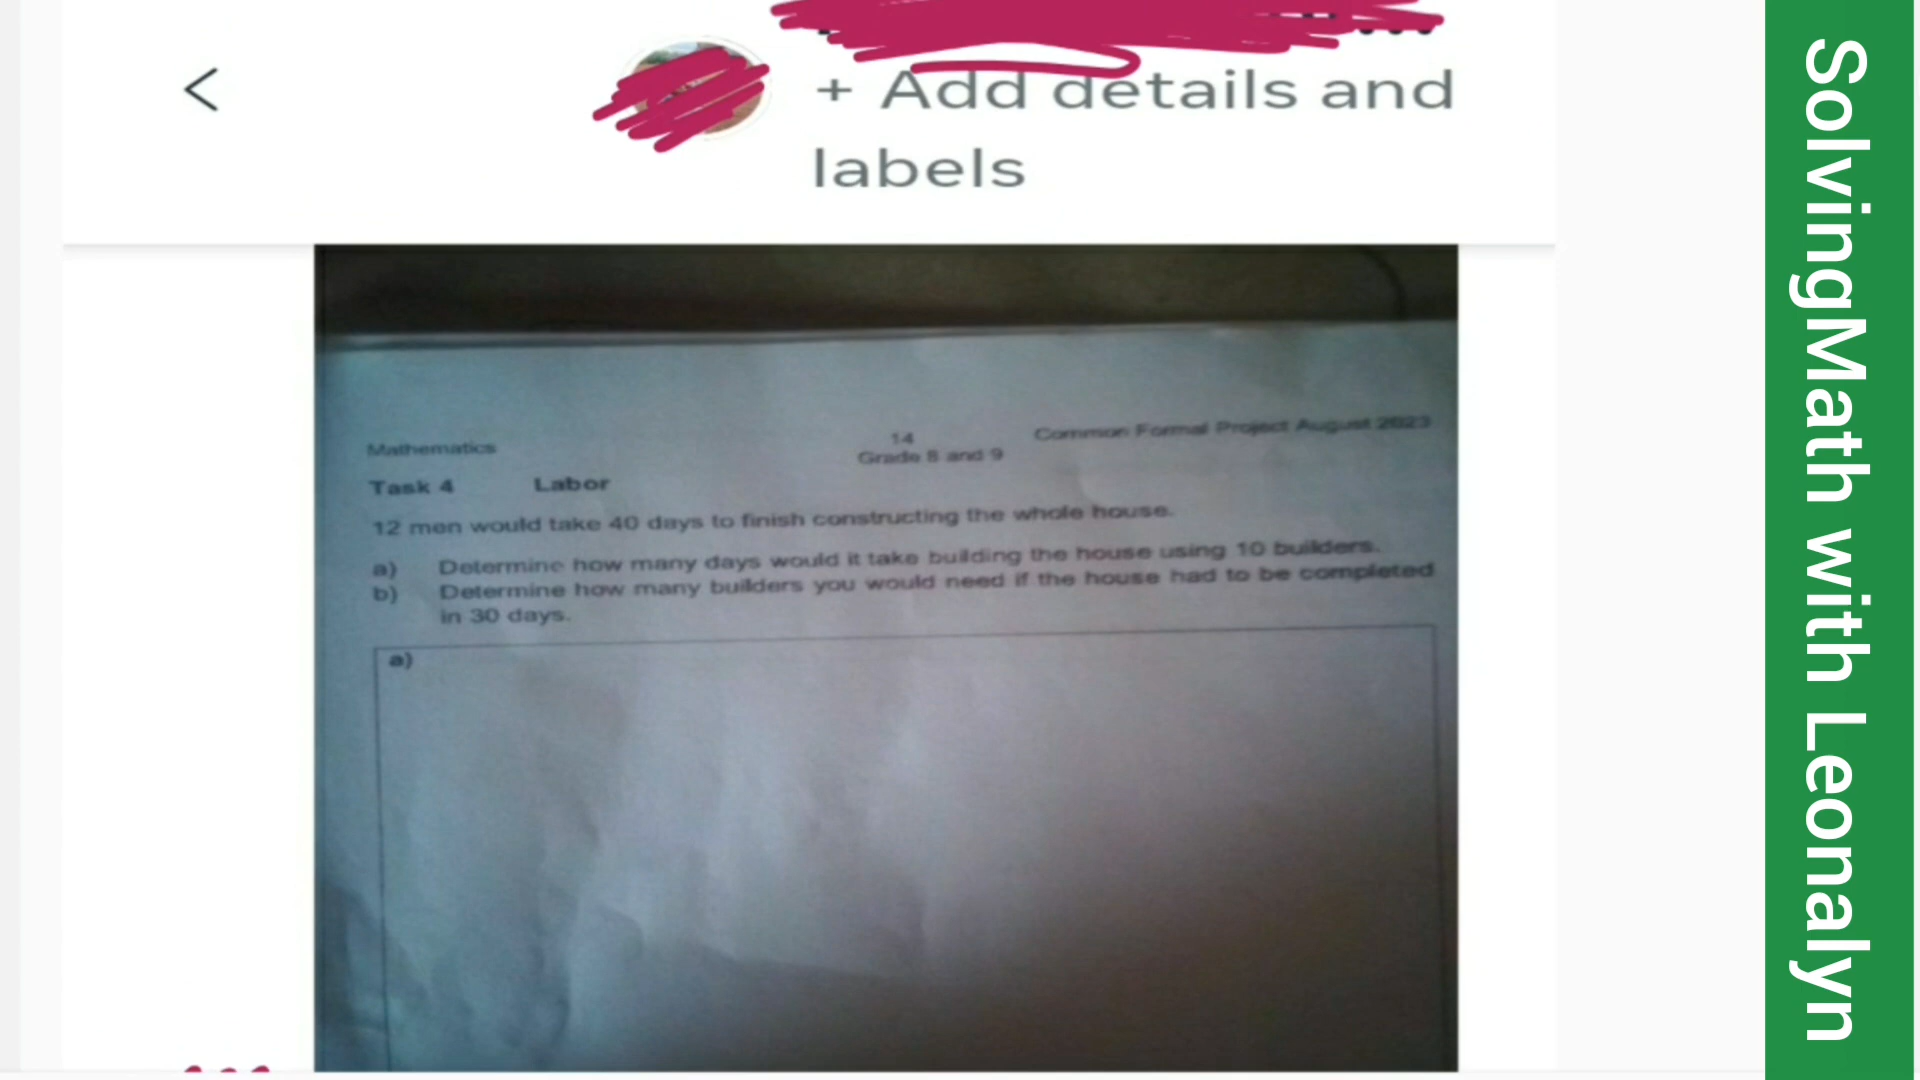 + Add details and
labels
Mathematics
14
Grade 8 and 9
Common Formal Project August 2023
Task 4 Labor
12 men would take 40 days to finish constructing the whole house.
a) Determine how many days would it take building the house using 10 builders.
b) Determine how many builders you would need if the house had to be completed
in 30 days.
a)
SolvingMath with Leonalyn